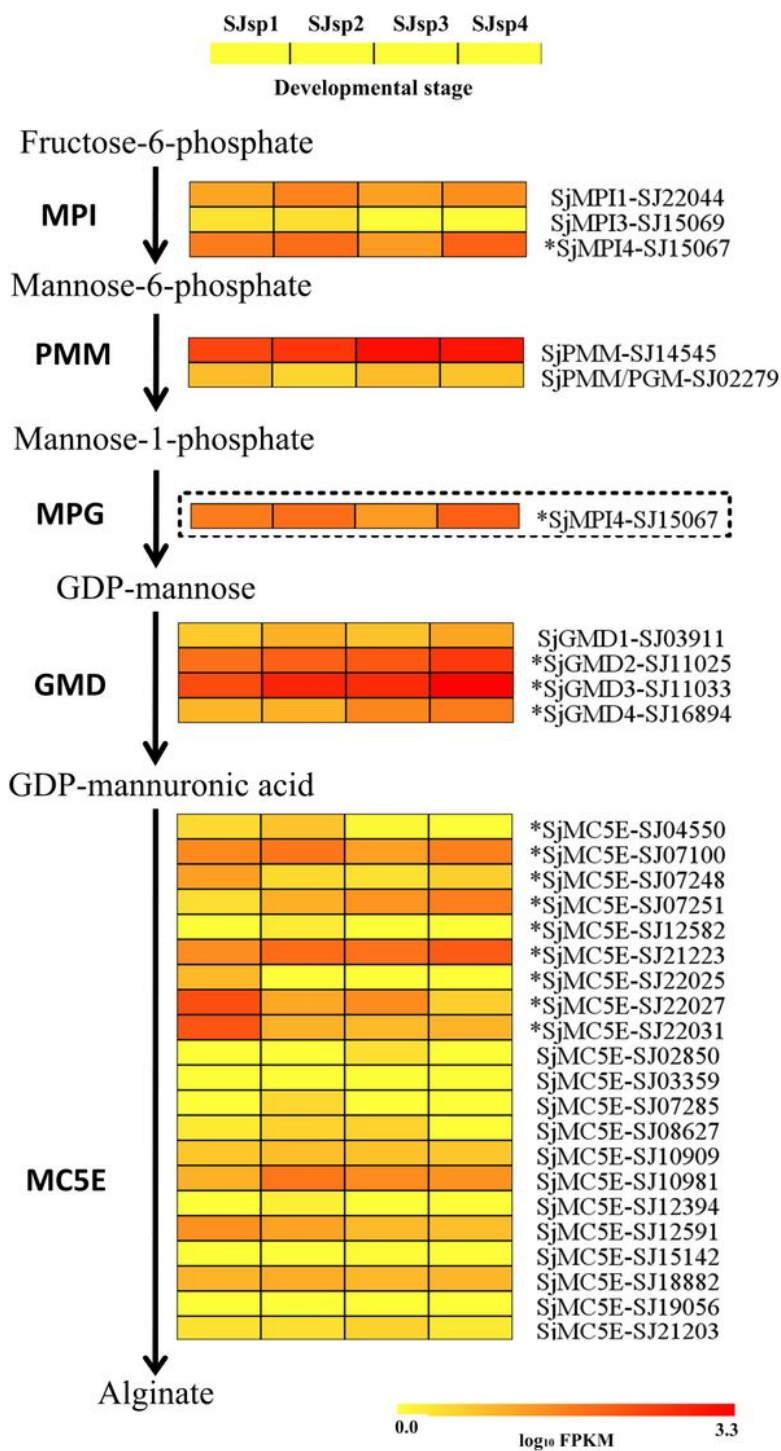 SJsp1 SJsp2 SJsp3 SJsp4
Developmental stage
Fructose-6-phosphate
MPI
SjMPI1-SJ22044
SjMPI3-SJ15069
*SjMPI4-SJ15067
Mannose-6-phosphate
PMM
SjPMM-SJ14545
SjPMM/PGM-SJ02279
Mannose-1-phosphate
MPG
*SjMPI4-SJ15067
GDP-mannose
GMD
SjGMD1-SJ03911
*SjGMD2-SJ11025
*SjGMD3-SJ11033
*SjGMD4-SJ16894
GDP-mannuronic acid
MC5E
*SjMC5E-SJ04550
*SjMC5E-SJ07100
*SjMC5E-SJ07248
*SjMC5E-SJ07251
*SjMC5E-SJ12582
*SjMC5E-SJ21223
*SjMC5E-SJ22025
*SjMC5E-SJ22027
*SjMC5E-SJ22031
SjMC5E-SJ02850
SjMC5E-SJ03359
SjMC5E-SJ07285
SjMC5E-SJ08627
SjMC5E-SJ10909
SjMC5E-SJ10981
SjMC5E-SJ12394
SjMC5E-SJ12591
SjMC5E-SJ15142
SjMC5E-SJ18882
SjMC5E-SJ19056
SjMC5E-SJ21203
Alginate
0.0 3.3
log₁₀ FPKM